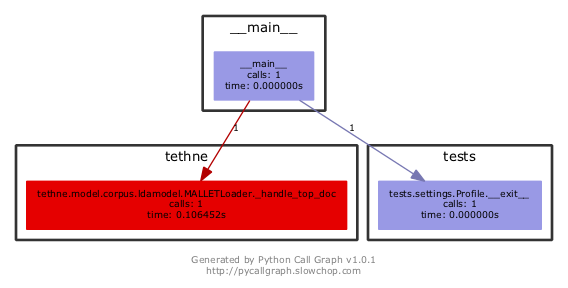 __main__
__main__
calls: 1
time: 0.000000s
1
1
tethne
tethne.model.corpus.ldamodel.MALLETLoader._handle_top_doc
calls: 1
time: 0.106452s
tests
tests.settings.Profile.__exit__
calls: 1
time: 0.000000s
Generated by Python Call Graph v1.0.1
http://pycallgraph.slowchop.com